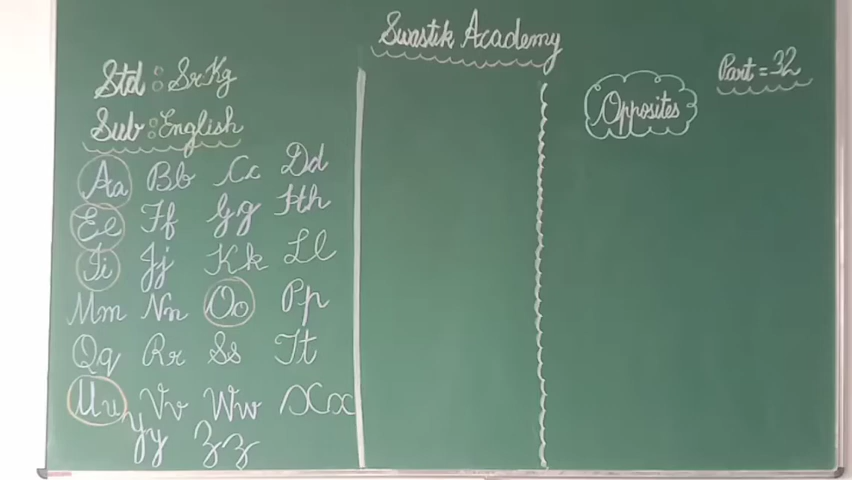 Swastik Academy
Std : Sr Kg
Sub : English
Aa Bb Cc Dd
Ee Ff Gg Hh
Ii Jj Kk Ll
Mm Nn Oo Pp
Qq Rr Ss Tt
Uu Vv Ww Xx
Yy Zz
Opposites
Part = 32